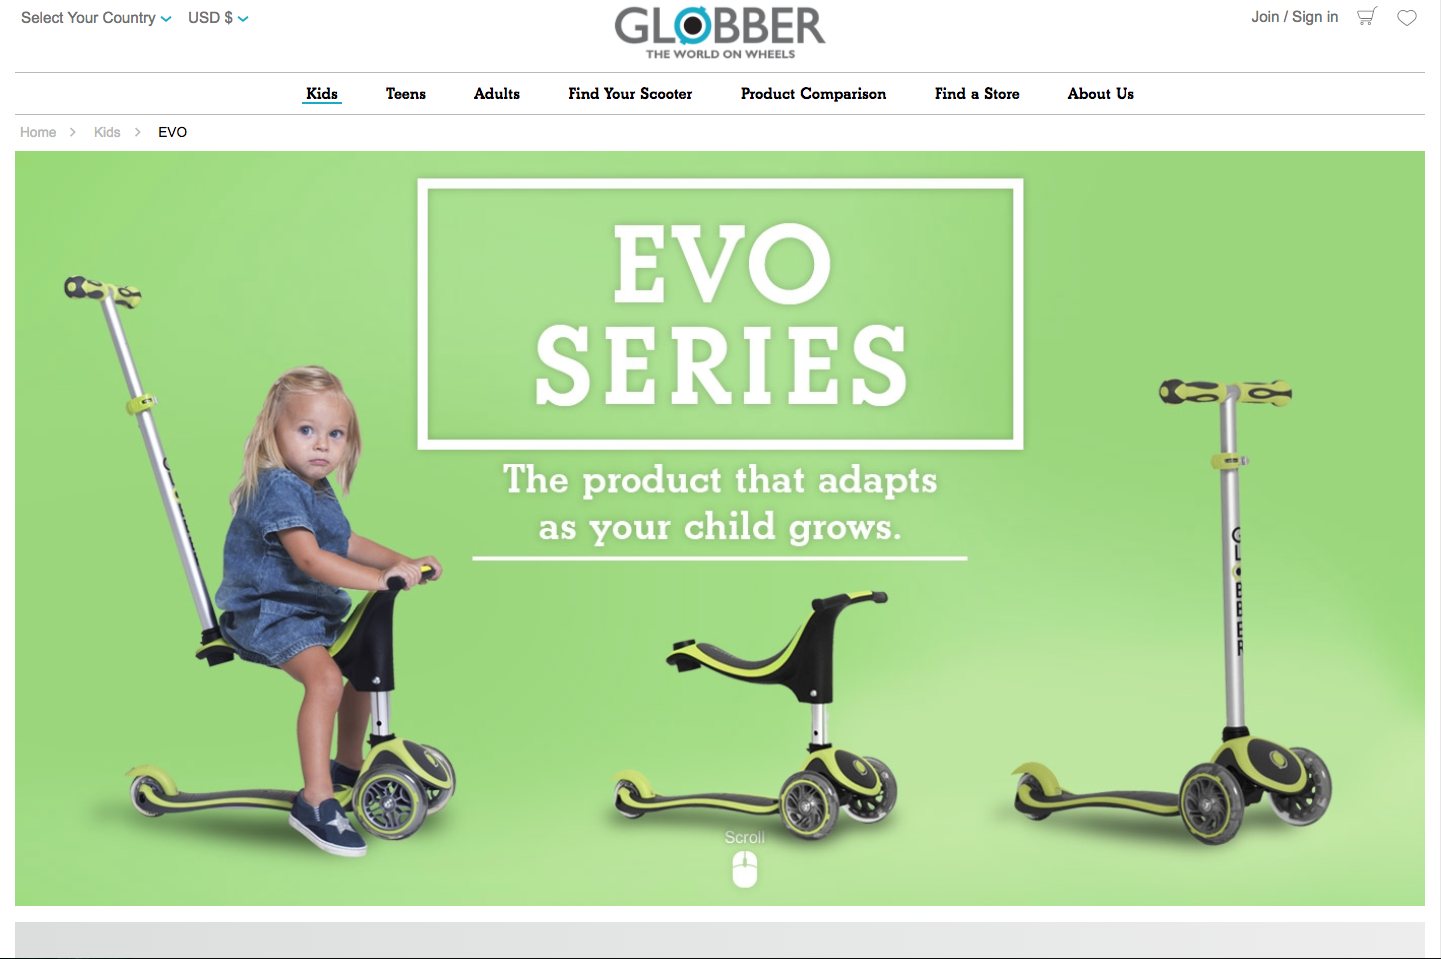 Select Your Country USD $
GLOBBER
THE WORLD ON WHEELS
Join / Sign in
Kids Teens Adults Find Your Scooter Product Comparison Find a Store About Us
Home > Kids > EVO
EVO
SERIES
The product that adapts
as your child grows.
GLOBBER
Scroll